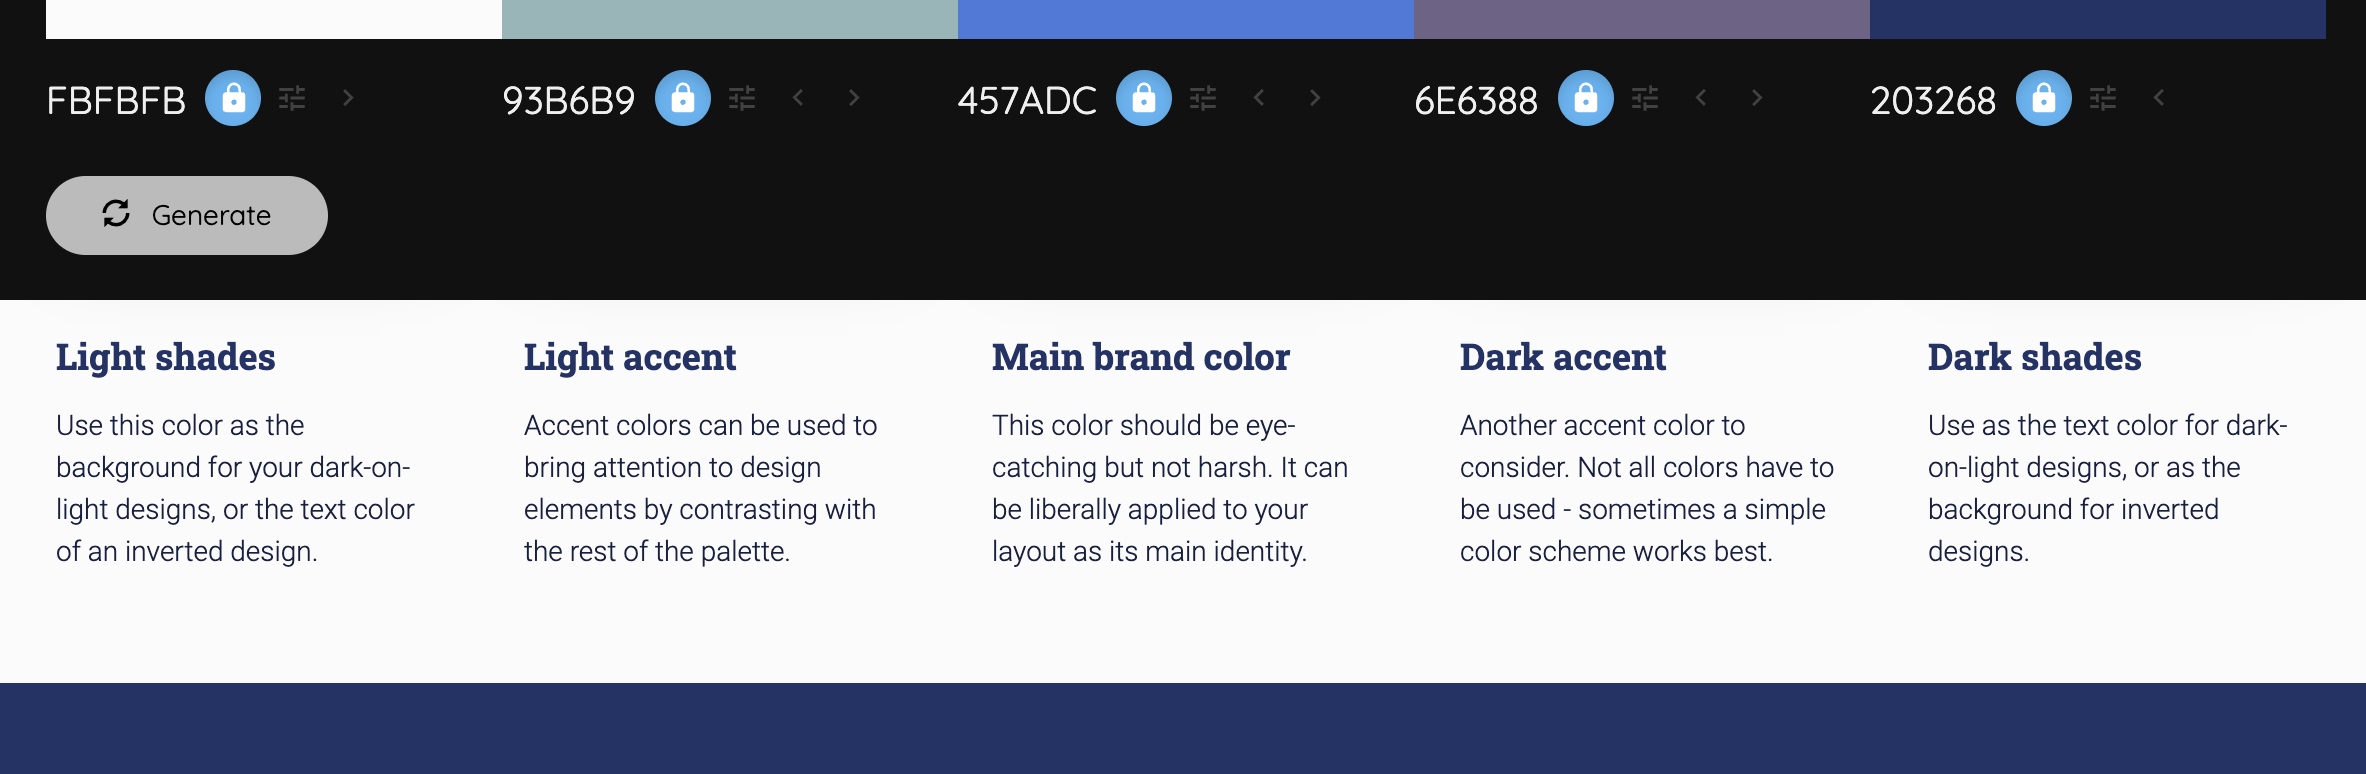 FBFBFB
93B6B9
457ADC
6E6388
203268
Generate
Light shades
Use this color as the
background for your dark-on-
light designs, or the text color
of an inverted design.
Light accent
Accent colors can be used to
bring attention to design
elements by contrasting with
the rest of the palette.
Main brand color
This color should be eye-
catching but not harsh. It can
be liberally applied to your
layout as its main identity.
Dark accent
Another accent color to
consider. Not all colors have to
be used - sometimes a simple
color scheme works best.
Dark shades
Use as the text color for dark-
on-light designs, or as the
background for inverted
designs.